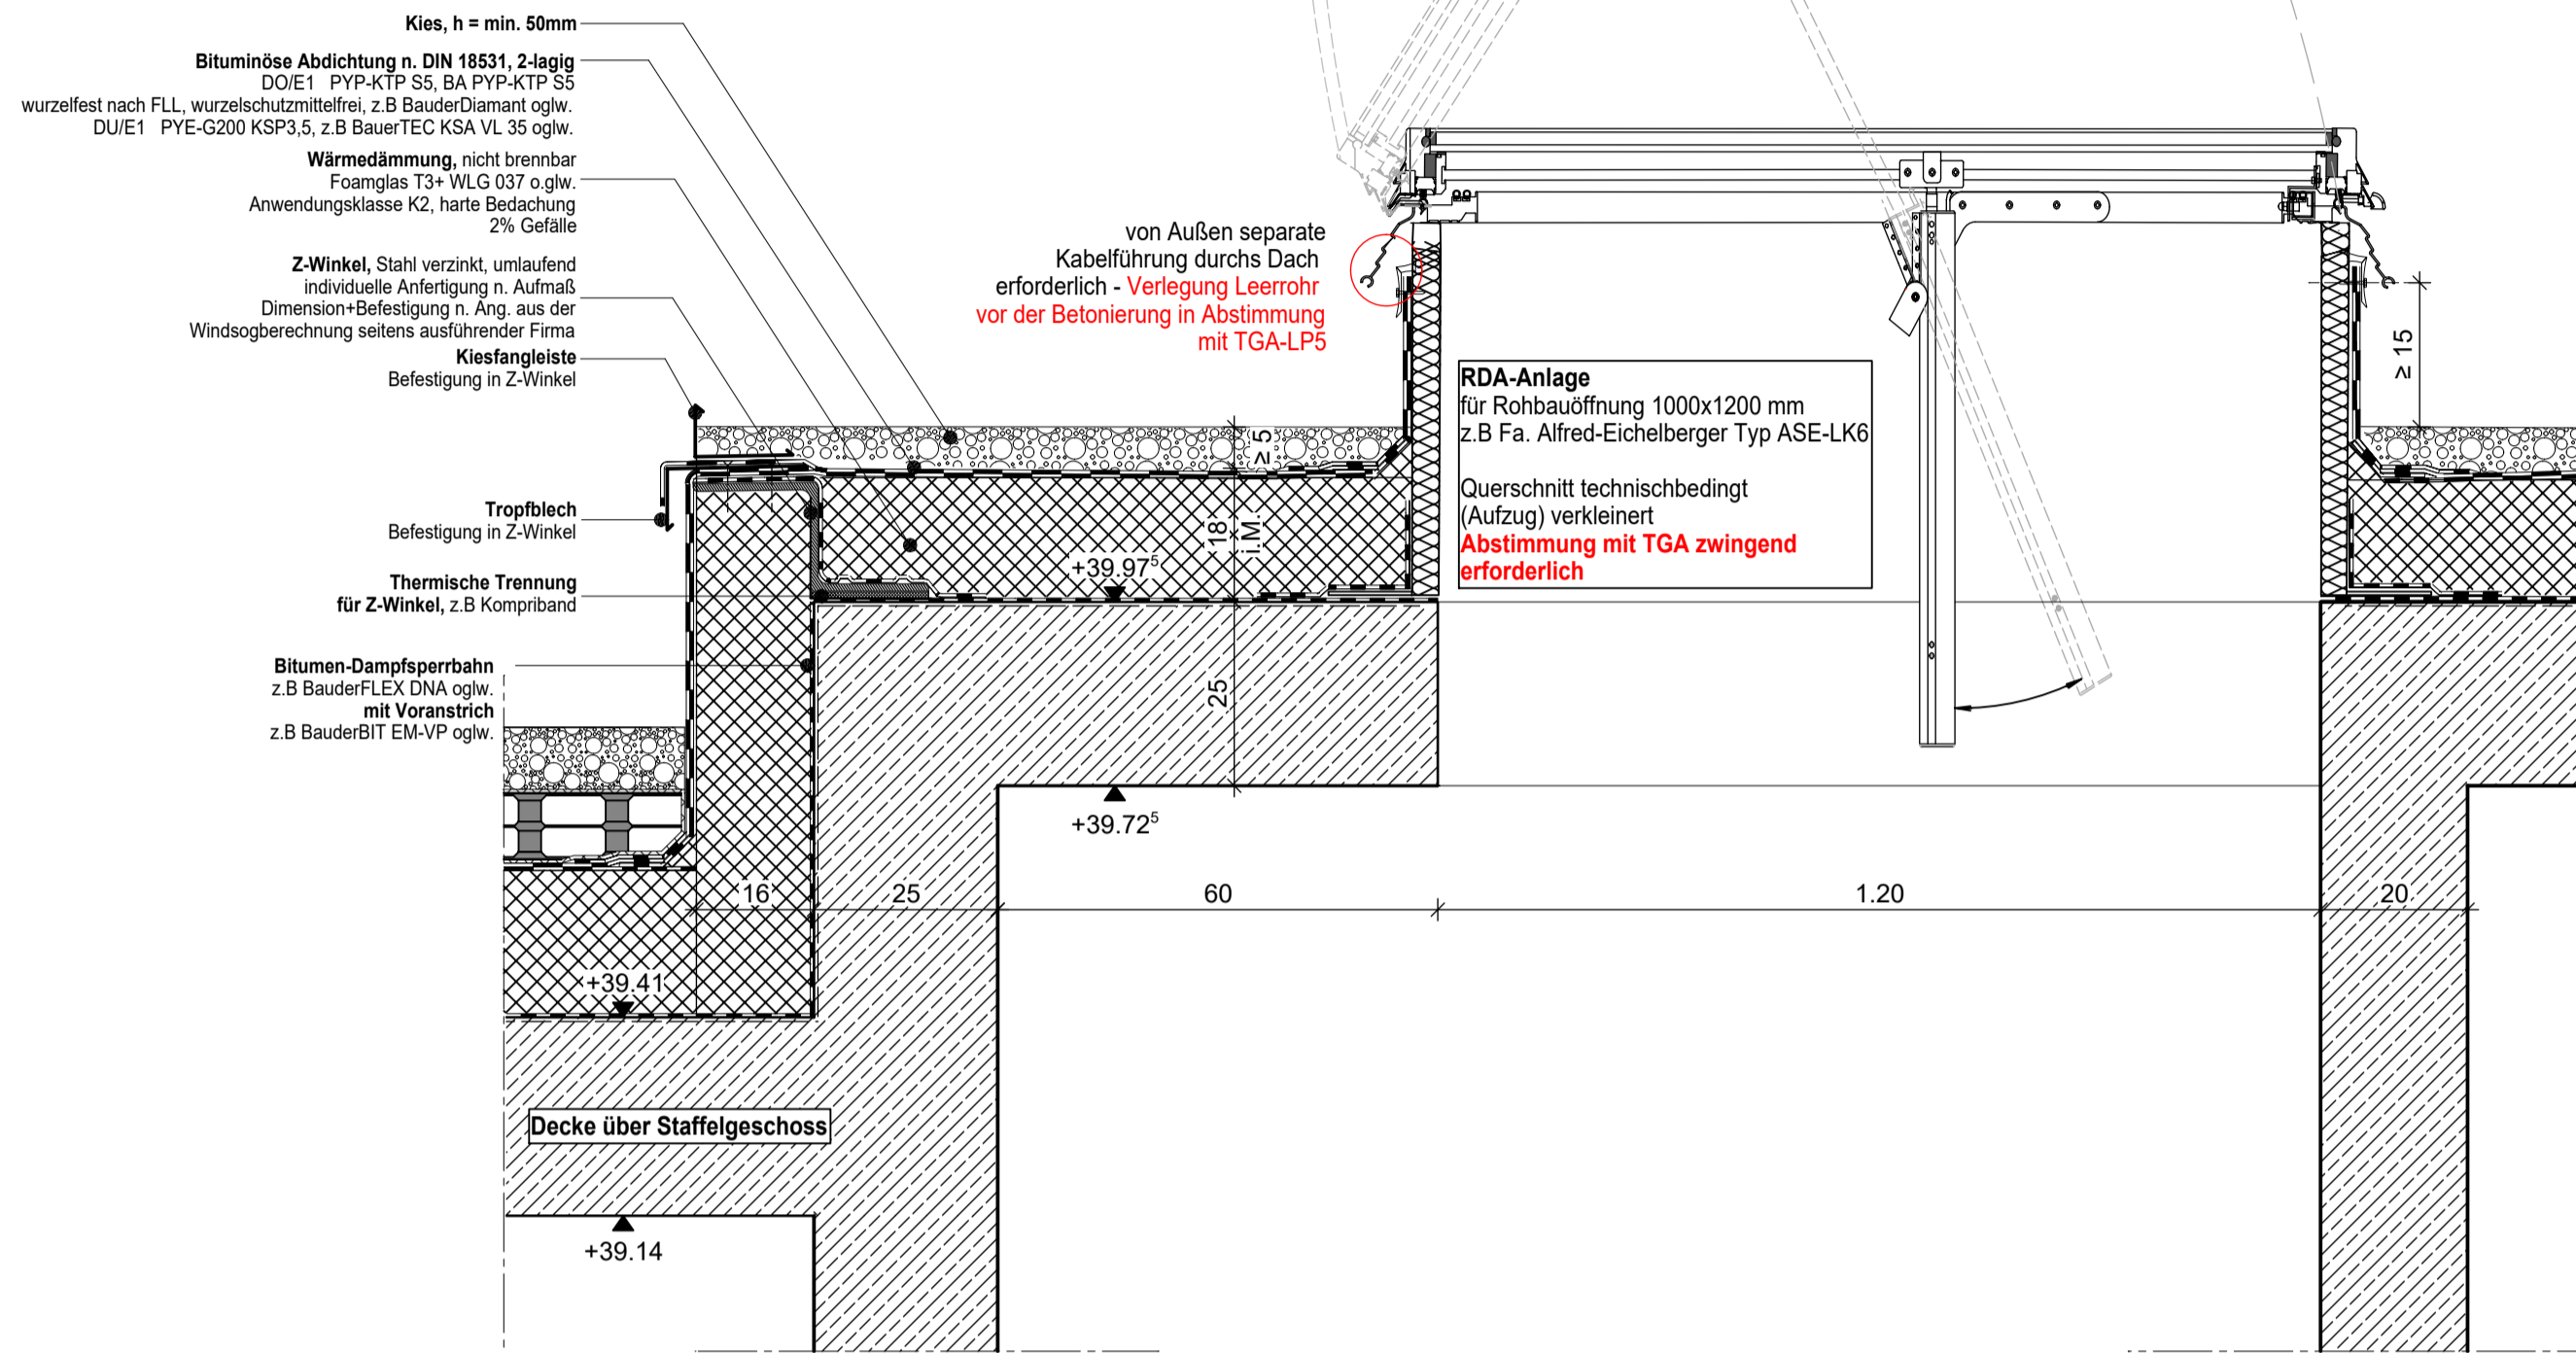 Kies, h = min. 50mm
Bituminöse Abdichtung n. DIN 18531, 2-lagig
DO/E1 PYP-KTP S5, BA PYP-KTP S5
wurzelfest nach FLL, wurzelschutzmittelfrei, z.B BauderDiamant oglw.
DU/E1 PYE-G200 KSP3,5, z.B BauerTEC KSA VL 35 oglw.
Wärmedämmung, nicht brennbar
Foamglas T3+ WLG 037 o.glw.
Anwendungsklasse K2, harte Bedachung
2% Gefälle
Z-Winkel, Stahl verzinkt, umlaufend
individuelle Anfertigung n. Aufmaß
Dimension+Befestigung n. Ang. aus der
Windsogberechnung seitens ausführender Firma
Kiesfangleiste
Befestigung in Z-Winkel
Tropfblech
Befestigung in Z-Winkel
Thermische Trennung
für Z-Winkel, z.B Kompriband
Bitumen-Dampfsperrbahn
z.B BauderFLEX DNA oglw.
mit Voranstrich
z.B BauderBIT EM-VP oglw.
von Außen separate
Kabelführung durchs Dach
erforderlich - Verlegung Leerrohr
vor der Betonierung in Abstimmung
mit TGA-LP5
RDA-Anlage
für Rohbauöffnung 1000x1200 mm
z.B Fa. Alfred-Eichelberger Typ ASE-LK6
Querschnitt technischbedingt
(Aufzug) verkleinert
Abstimmung mit TGA zwingend
erforderlich
≥ 15
≥ 5
18
i.M.
+39.97⁵
25
+39.72⁵
16
25
60
1.20
20
+39.41
Decke über Staffelgeschoss
+39.14